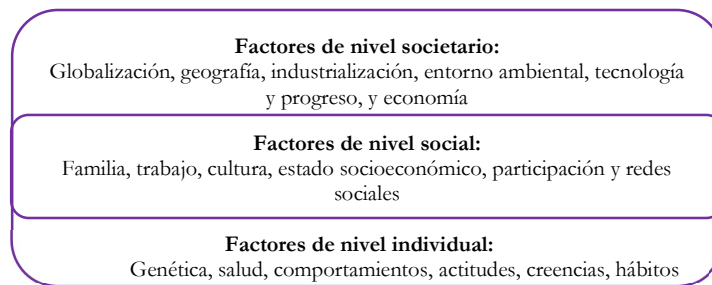 Factores de nivel societario:
Globalización, geografía, industrialización, entorno ambiental, tecnología
y progreso, y economía
Factores de nivel social:
Familia, trabajo, cultura, estado socioeconómico, participación y redes
sociales
Factores de nivel individual:
Genética, salud, comportamientos, actitudes, creencias, hábitos